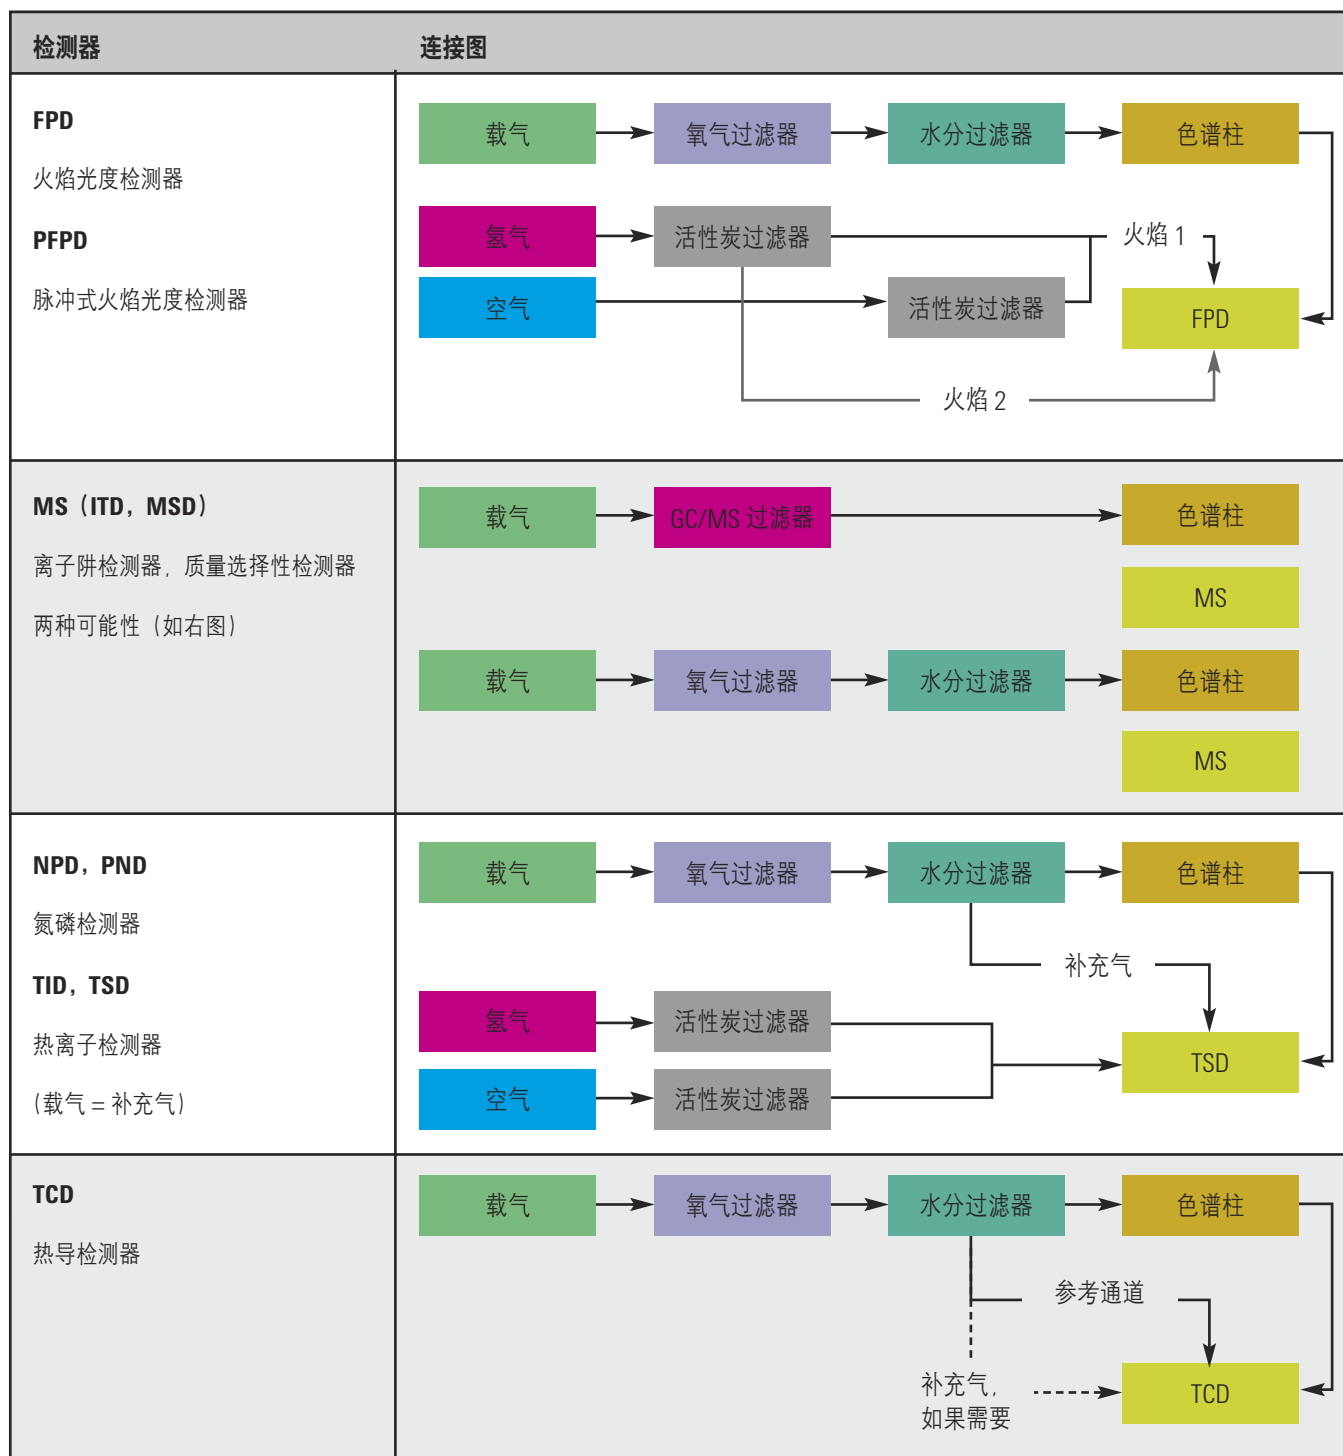 检测器
连接图
FPD
火焰光度检测器
PFPD
脉冲式火焰光度检测器
载气
氧气过滤器
水分过滤器
色谱柱
氢气
活性炭过滤器
火焰 1
空气
活性炭过滤器
FPD
火焰 2
MS（ITD，MSD）
离子阱检测器，质量选择性检测器
两种可能性（如右图）
载气
GC/MS 过滤器
色谱柱
MS
载气
氧气过滤器
水分过滤器
色谱柱
MS
NPD，PND
氮磷检测器
TID，TSD
热离子检测器
（载气 = 补充气）
载气
氧气过滤器
水分过滤器
色谱柱
补充气
氢气
活性炭过滤器
TSD
空气
活性炭过滤器
TCD
热导检测器
载气
氧气过滤器
水分过滤器
色谱柱
参考通道
补充气，
如果需要
TCD